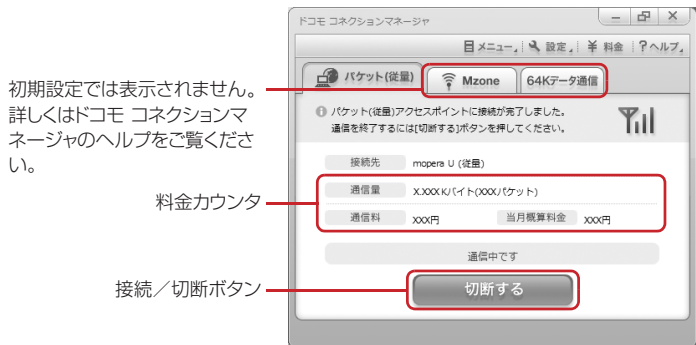 ドコモ コネクションマネージャ
メニュー 設定 ¥ 料金 ?ヘルプ
パケット(従量) Mzone 64Kデータ通信
初期設定では表示されません。
詳しくはドコモ コネクションマ
ネージャのヘルプをご覧くださ
い。
パケット(従量)アクセスポイントに接続が完了しました。
通信を終了するには[切断する]ボタンを押してください。
接続先 mopera U (従量)
料金カウンタ
通信量 X.XXX Kバイト(XXXパケット)
通信料 XXX円 当月概算料金 XXX円
通信中です
接続／切断ボタン
切断する